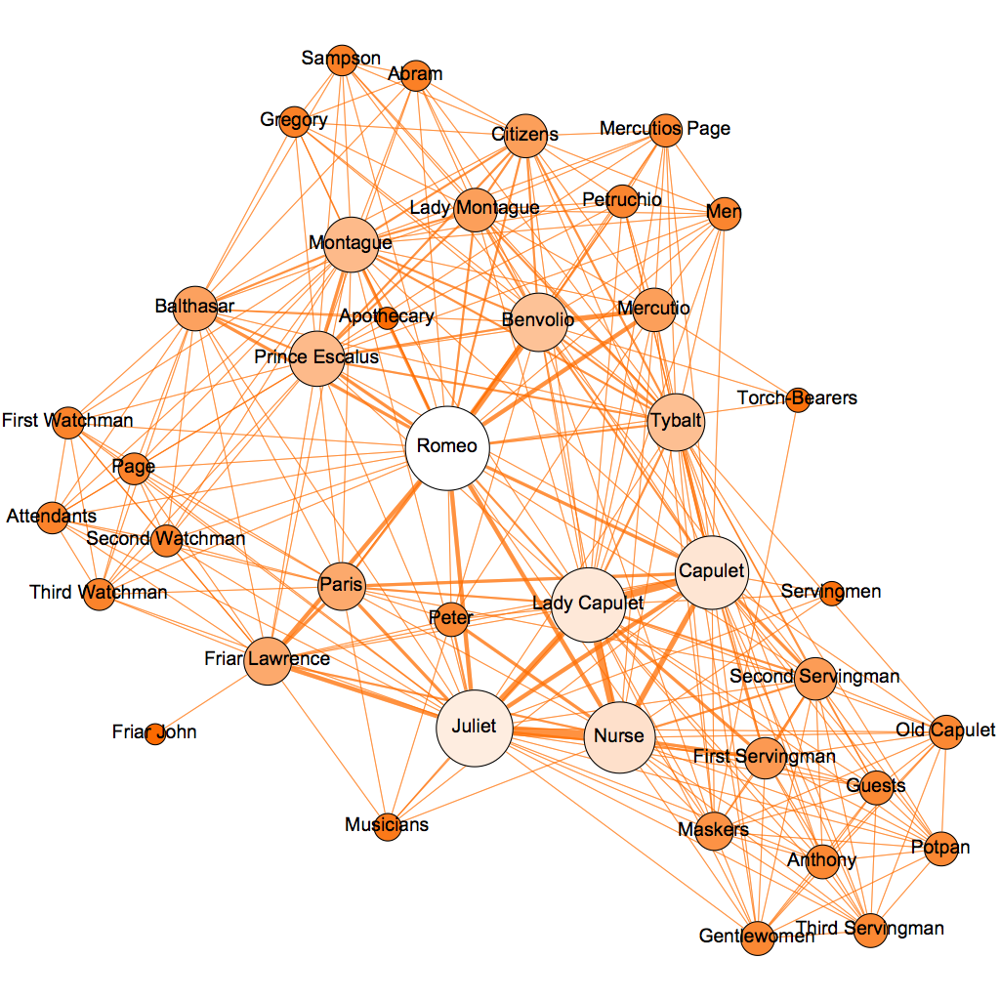 Sampson
Abram
Gregory
Citizens
Mercutios Page
Lady Montague
Petruchio
Men
Montague
Balthasar
Apothecary
Benvolio
Mercutio
Prince Escalus
Torch-Bearers
First Watchman
Romeo
Tybalt
Page
Attendants
Second Watchman
Third Watchman
Paris
Capulet
Servingmen
Lady Capulet
Peter
Friar Lawrence
Second Servingman
Friar John
Juliet
Nurse
Old Capulet
First Servingman
Guests
Musicians
Maskers
Anthony
Potpan
Gentlewomen
Third Servingman